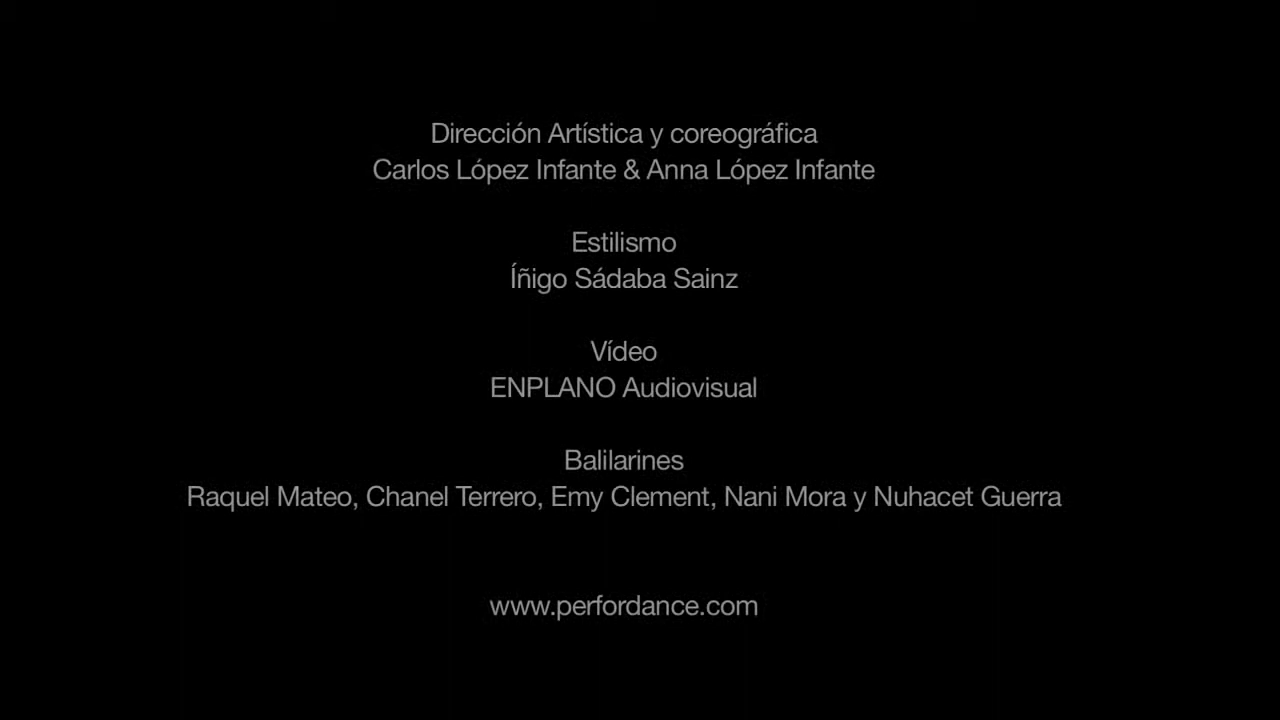 Dirección Artística y coreográfica
Carlos López Infante & Anna López Infante
Estilismo
Íñigo Sádaba Sainz
Vídeo
ENPLANO Audiovisual
Balilarines
Raquel Mateo, Chanel Terrero, Emy Clement, Nani Mora y Nuhacet Guerra
www.perfordance.com